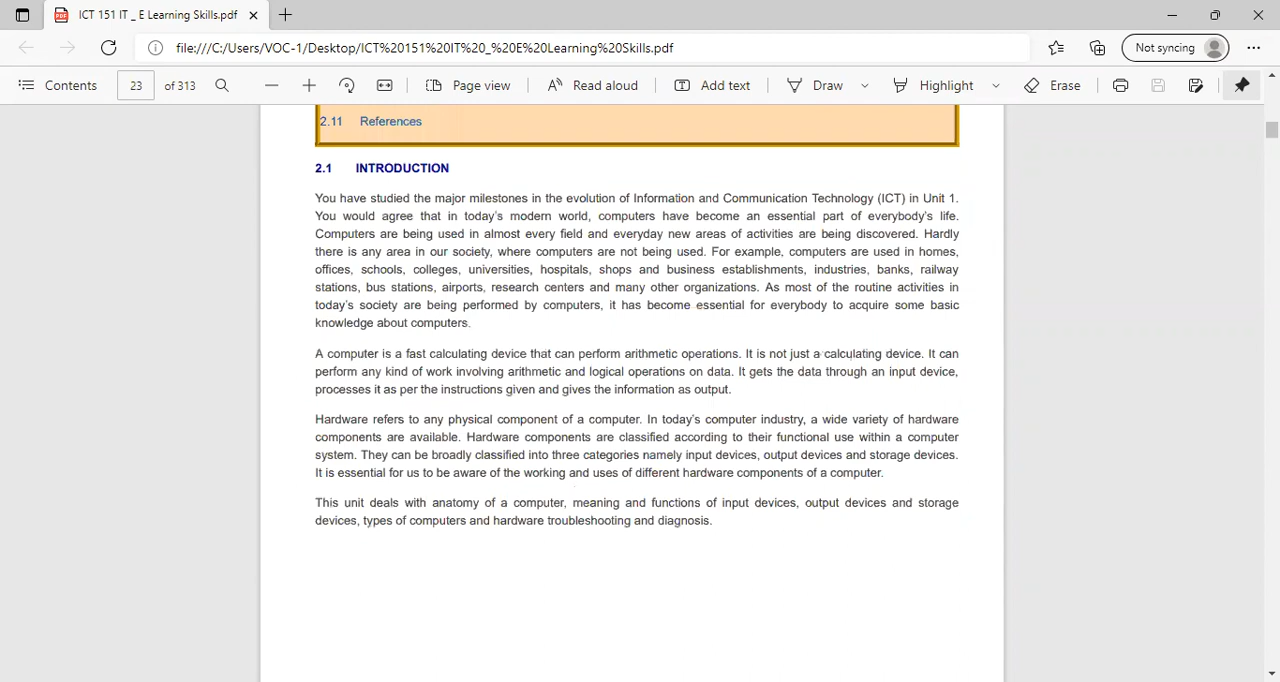 ICT 151 IT _ E Learning Skills.pdf
file:///C:/Users/VOC-1/Desktop/ICT%20151%20IT%20_%20E%20Learning%20Skills.pdf
Not syncing
Contents 23 of 313 Page view Read aloud Add text Draw Highlight Erase
2.11 References
2.1 INTRODUCTION
You have studied the major milestones in the evolution of Information and Communication Technology (ICT) in Unit 1.
You would agree that in today's modern world, computers have become an essential part of everybody's life.
Computers are being used in almost every field and everyday new areas of activities are being discovered. Hardly
there is any area in our society, where computers are not being used. For example, computers are used in homes,
offices, schools, colleges, universities, hospitals, shops and business establishments, industries, banks, railway
stations, bus stations, airports, research centers and many other organizations. As most of the routine activities in
today's society are being performed by computers, it has become essential for everybody to acquire some basic
knowledge about computers.
A computer is a fast calculating device that can perform arithmetic operations. It is not just a calculating device. It can
perform any kind of work involving arithmetic and logical operations on data. It gets the data through an input device,
processes it as per the instructions given and gives the information as output.
Hardware refers to any physical component of a computer. In today's computer industry, a wide variety of hardware
components are available. Hardware components are classified according to their functional use within a computer
system. They can be broadly classified into three categories namely input devices, output devices and storage devices.
It is essential for us to be aware of the working and uses of different hardware components of a computer.
This unit deals with anatomy of a computer, meaning and functions of input devices, output devices and storage
devices, types of computers and hardware troubleshooting and diagnosis.